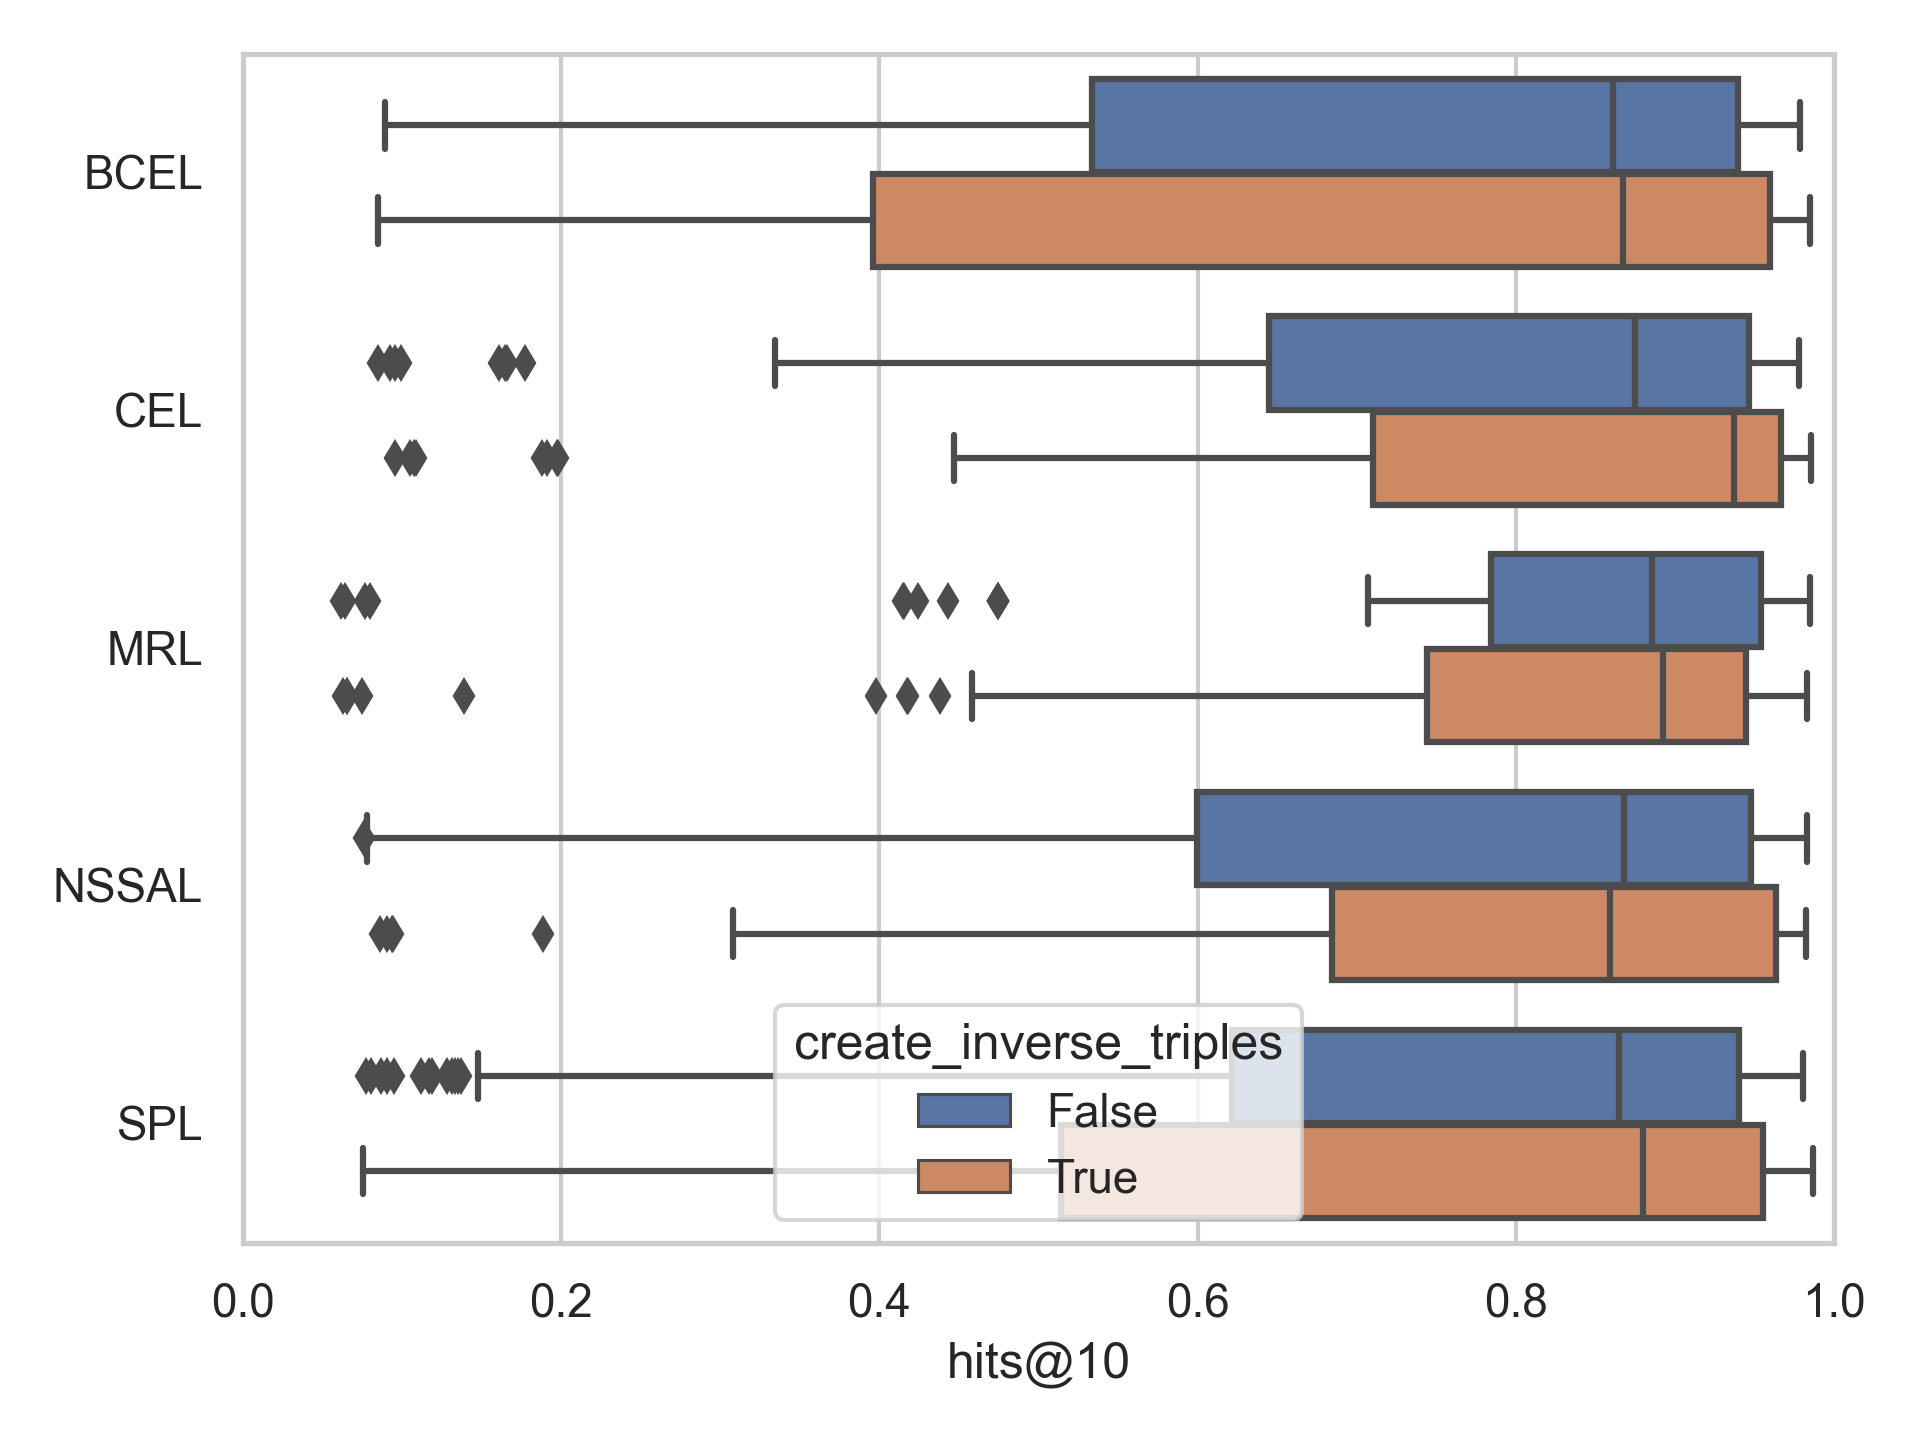 BCEL
CEL
MRL
NSSAL
SPL
create_inverse_triples
False
True
0.0 0.2 0.4 0.6 0.8 1.0
hits@10